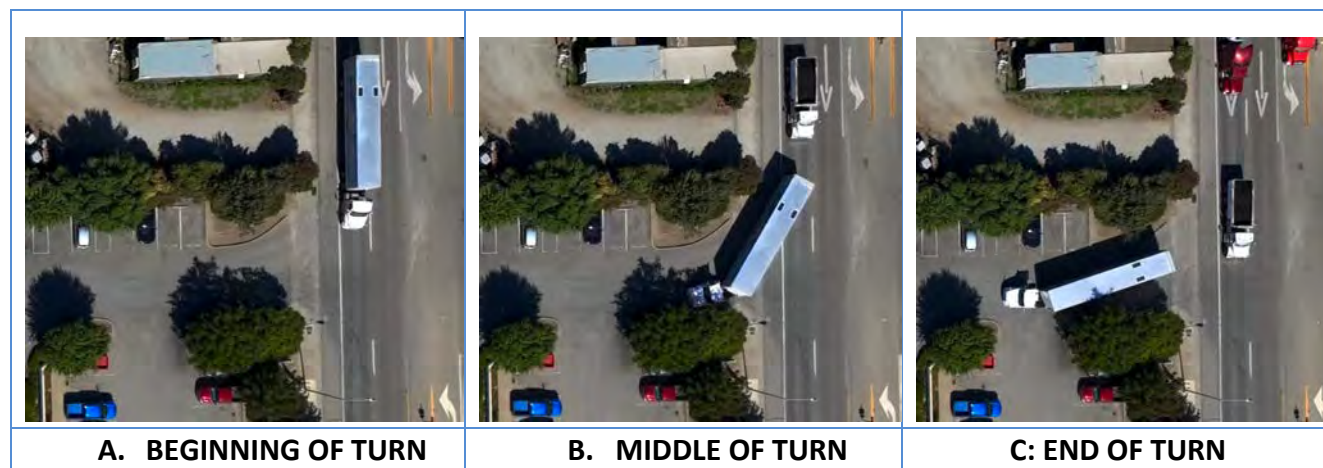 A. BEGINNING OF TURN
B. MIDDLE OF TURN
C: END OF TURN